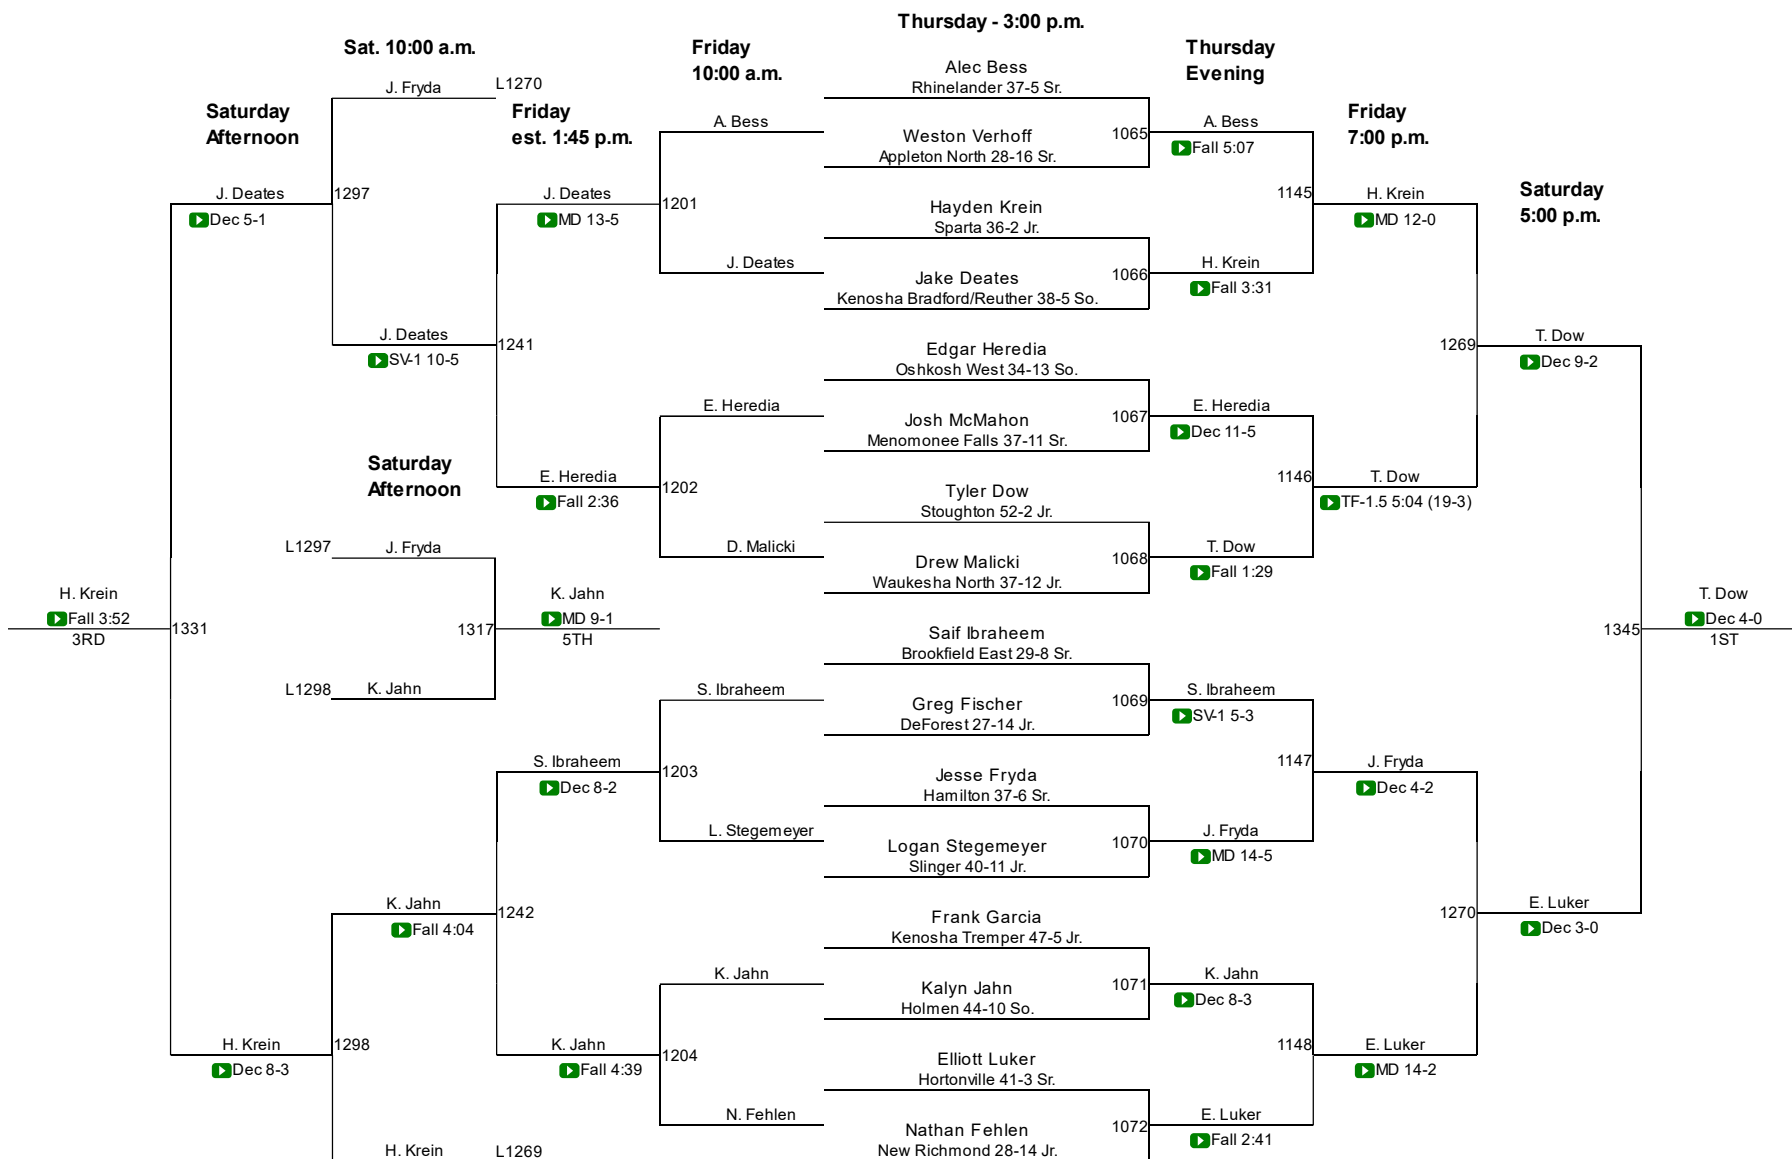 Thursday - 3:00 p.m.
Sat. 10:00 a.m.
Friday
10:00 a.m.
Thursday
Evening
Alec Bess
Rhinelander 37-5 Sr.
J. Fryda
L1270
Saturday
Afternoon
Friday
est. 1:45 p.m.
Friday
7:00 p.m.
A. Bess
Weston Verhoff
Appleton North 28-16 Sr.
1065
A. Bess
Fall 5:07
J. Deates
Dec 5-1
1297
J. Deates
MD 13-5
1201
Hayden Krein
Sparta 36-2 Jr.
1145
H. Krein
MD 12-0
Saturday
5:00 p.m.
J. Deates
Jake Deates
Kenosha Bradford/Reuther 38-5 So.
1066
H. Krein
Fall 3:31
J. Deates
SV-1 10-5
1241
Edgar Heredia
Oshkosh West 34-13 So.
1269
T. Dow
Dec 9-2
E. Heredia
Josh McMahon
Menomonee Falls 37-11 Sr.
1067
E. Heredia
Dec 11-5
Saturday
Afternoon
E. Heredia
Fall 2:36
1202
Tyler Dow
Stoughton 52-2 Jr.
1146
T. Dow
TF-1.5 5:04 (19-3)
L1297
J. Fryda
D. Malicki
Drew Malicki
Waukesha North 37-12 Jr.
1068
T. Dow
Fall 1:29
H. Krein
Fall 3:52
3RD
1331
1317
K. Jahn
MD 9-1
5TH
Saif Ibraheem
Brookfield East 29-8 Sr.
1345
T. Dow
Dec 4-0
1ST
L1298
K. Jahn
S. Ibraheem
Greg Fischer
DeForest 27-14 Jr.
1069
S. Ibraheem
SV-1 5-3
S. Ibraheem
Dec 8-2
1203
Jesse Fryda
Hamilton 37-6 Sr.
1147
J. Fryda
Dec 4-2
L. Stegemeyer
Logan Stegemeyer
Slinger 40-11 Jr.
1070
J. Fryda
MD 14-5
K. Jahn
Fall 4:04
1242
Frank Garcia
Kenosha Tremper 47-5 Jr.
1270
E. Luker
Dec 3-0
K. Jahn
Kalyn Jahn
Holmen 44-10 So.
1071
K. Jahn
Dec 8-3
H. Krein
Dec 8-3
1298
K. Jahn
Fall 4:39
1204
Elliott Luker
Hortonville 41-3 Sr.
1148
E. Luker
MD 14-2
N. Fehlen
Nathan Fehlen
New Richmond 28-14 Jr.
1072
E. Luker
Fall 2:41
H. Krein
L1269